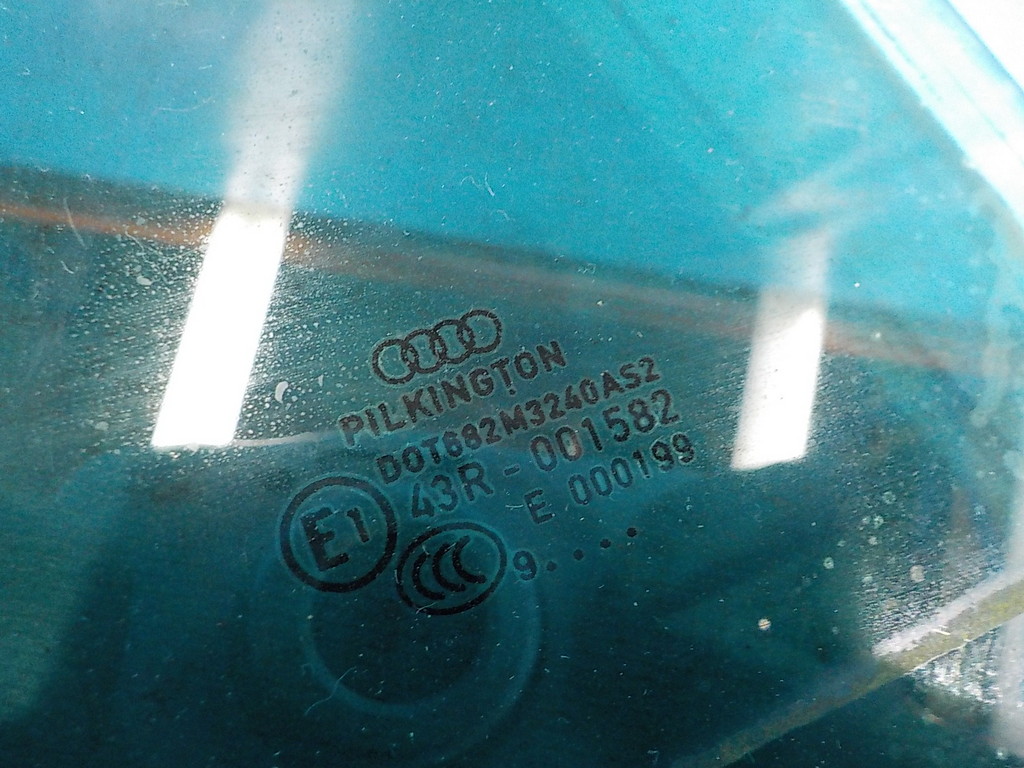 PILKINGTON
DOT682M3240AS2
43R - 001582
E1
E 000199
9....